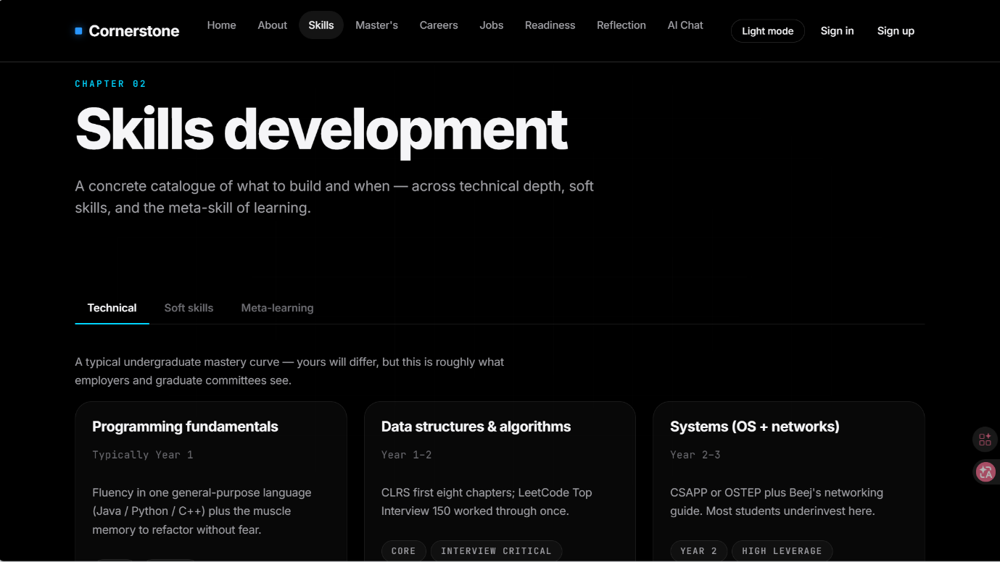 Cornerstone
Home
About
Skills
Master's
Careers
Jobs
Readiness
Reflection
AI Chat
Light mode
Sign in
Sign up
CHAPTER 02
Skills development
A concrete catalogue of what to build and when — across technical depth, soft
skills, and the meta-skill of learning.
Technical
Soft skills
Meta-learning
A typical undergraduate mastery curve — yours will differ, but this is roughly what
employers and graduate committees see.
Programming fundamentals
Typically Year 1
Fluency in one general-purpose language
(Java / Python / C++) plus the muscle
memory to refactor without fear.
Data structures & algorithms
Year 1–2
CLRS first eight chapters; LeetCode Top
Interview 150 worked through once.
CORE
INTERVIEW CRITICAL
Systems (OS + networks)
Year 2–3
CSAPP or OSTEP plus Beej's networking
guide. Most students underinvest here.
YEAR 2
HIGH LEVERAGE